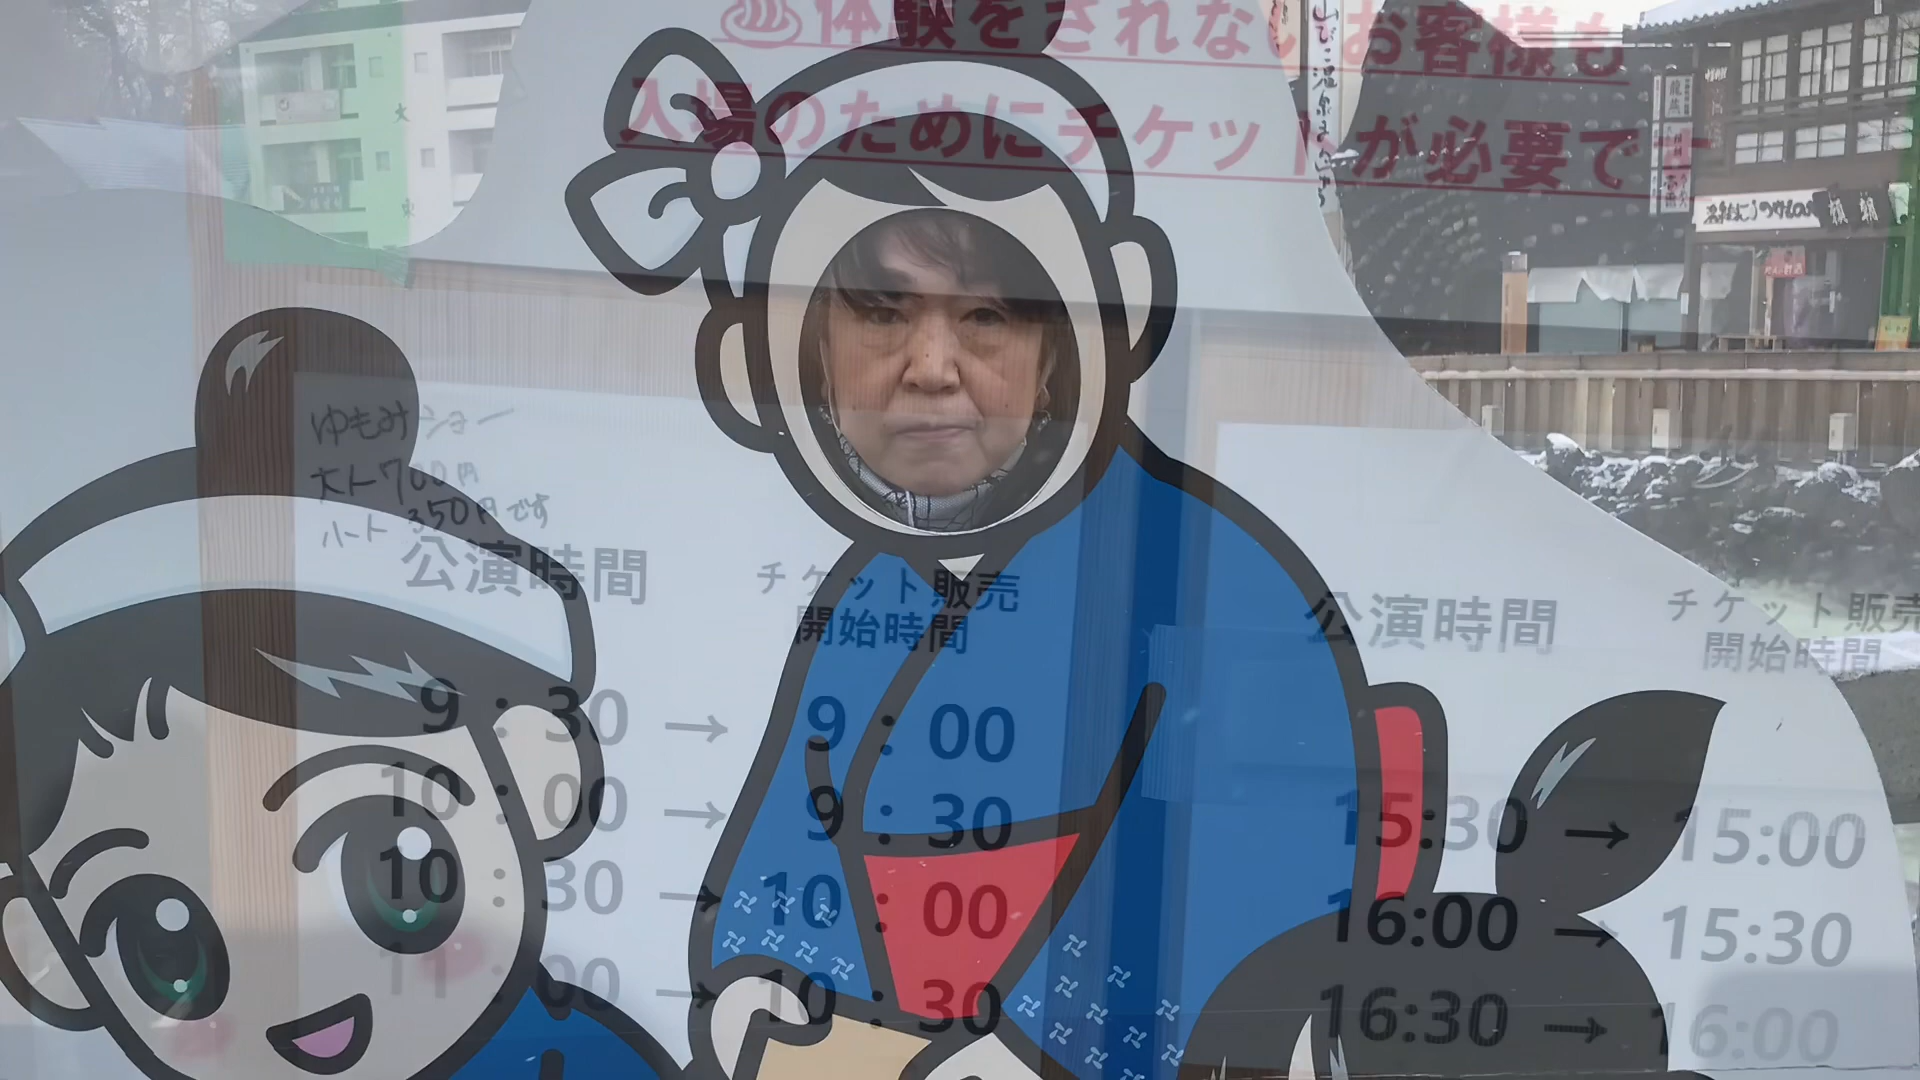 ♨体験をされないお客様も
入場のためにチケットが必要です
ゆもみショー
大人700円
小人350円です
公演時間
チケット販売
開始時間
9:30 → 9:00
10:00 → 9:30
10:30 → 10:00
11:00 → 10:30
公演時間
チケット販売
開始時間
15:30 → 15:00
16:00 → 15:30
16:30 → 16:00